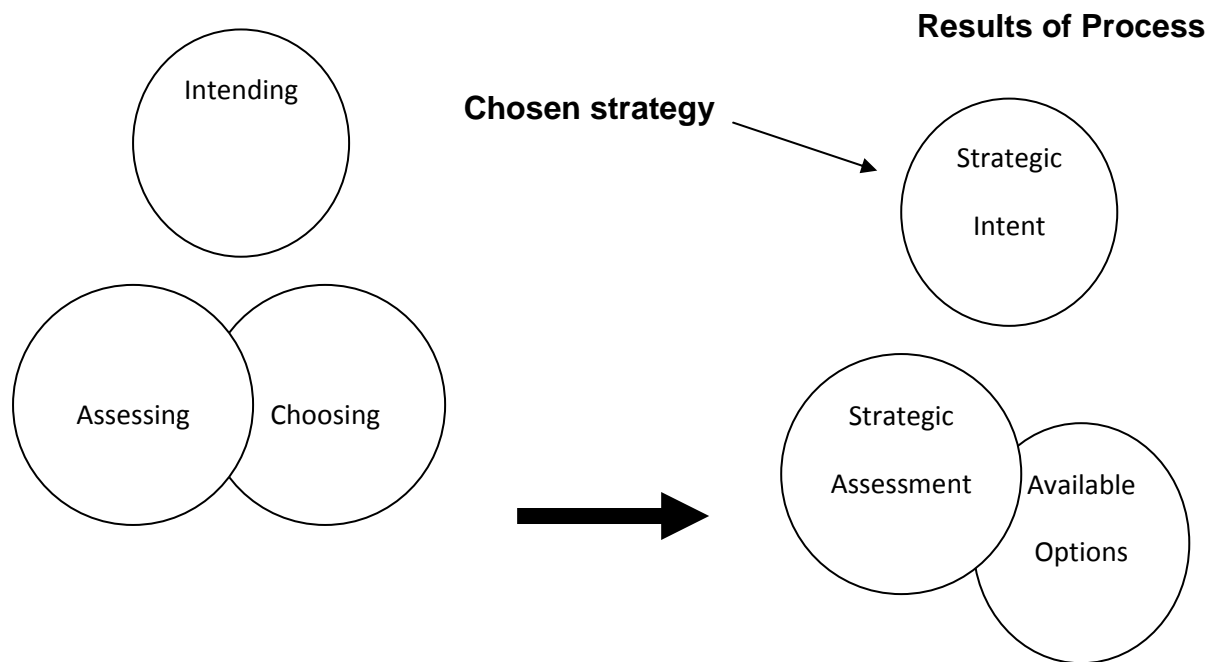 Results of Process
Intending
Chosen strategy
Strategic
Intent
Assessing
Choosing
Strategic
Assessment
Available
Options